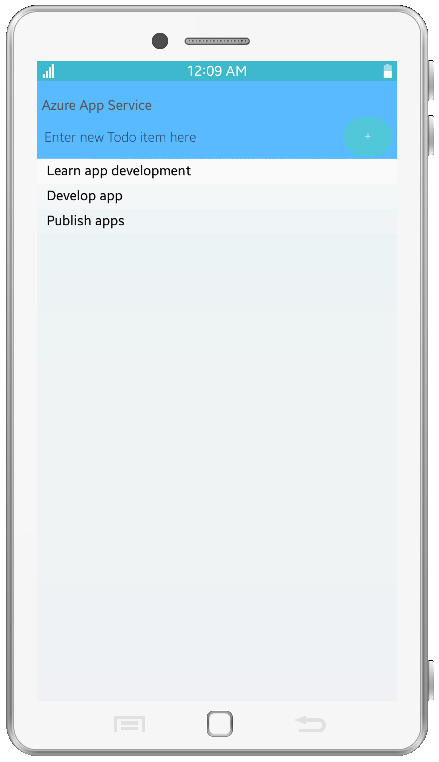 12:09 AM
Azure App Service
Enter new Todo item here
+
Learn app development
Develop app
Publish apps